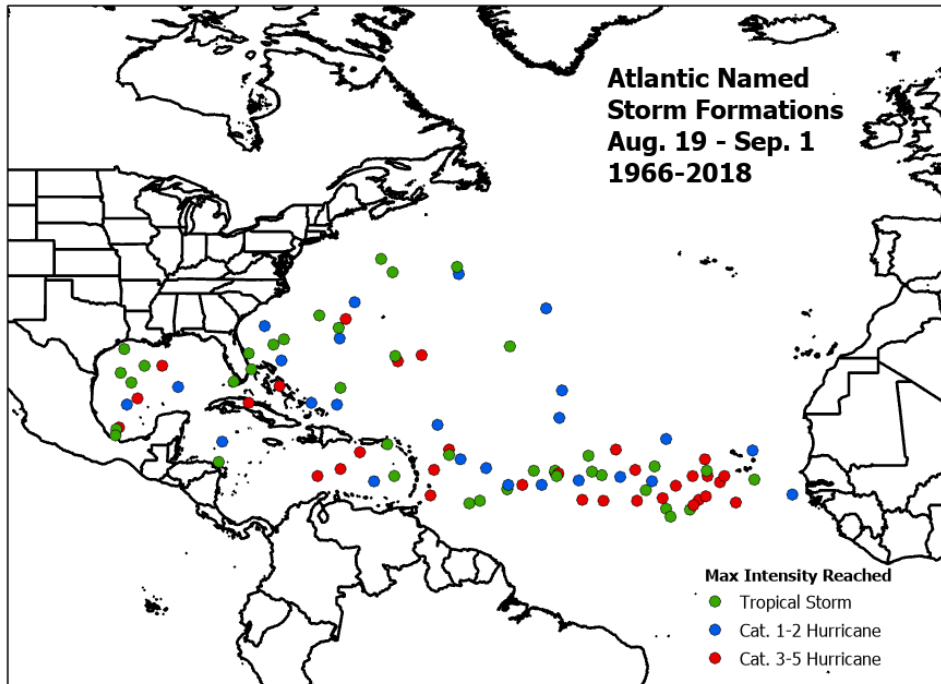 Atlantic Named
Storm Formations
Aug. 19 - Sep. 1
1966-2018
Max Intensity Reached
Tropical Storm
Cat. 1-2 Hurricane
Cat. 3-5 Hurricane